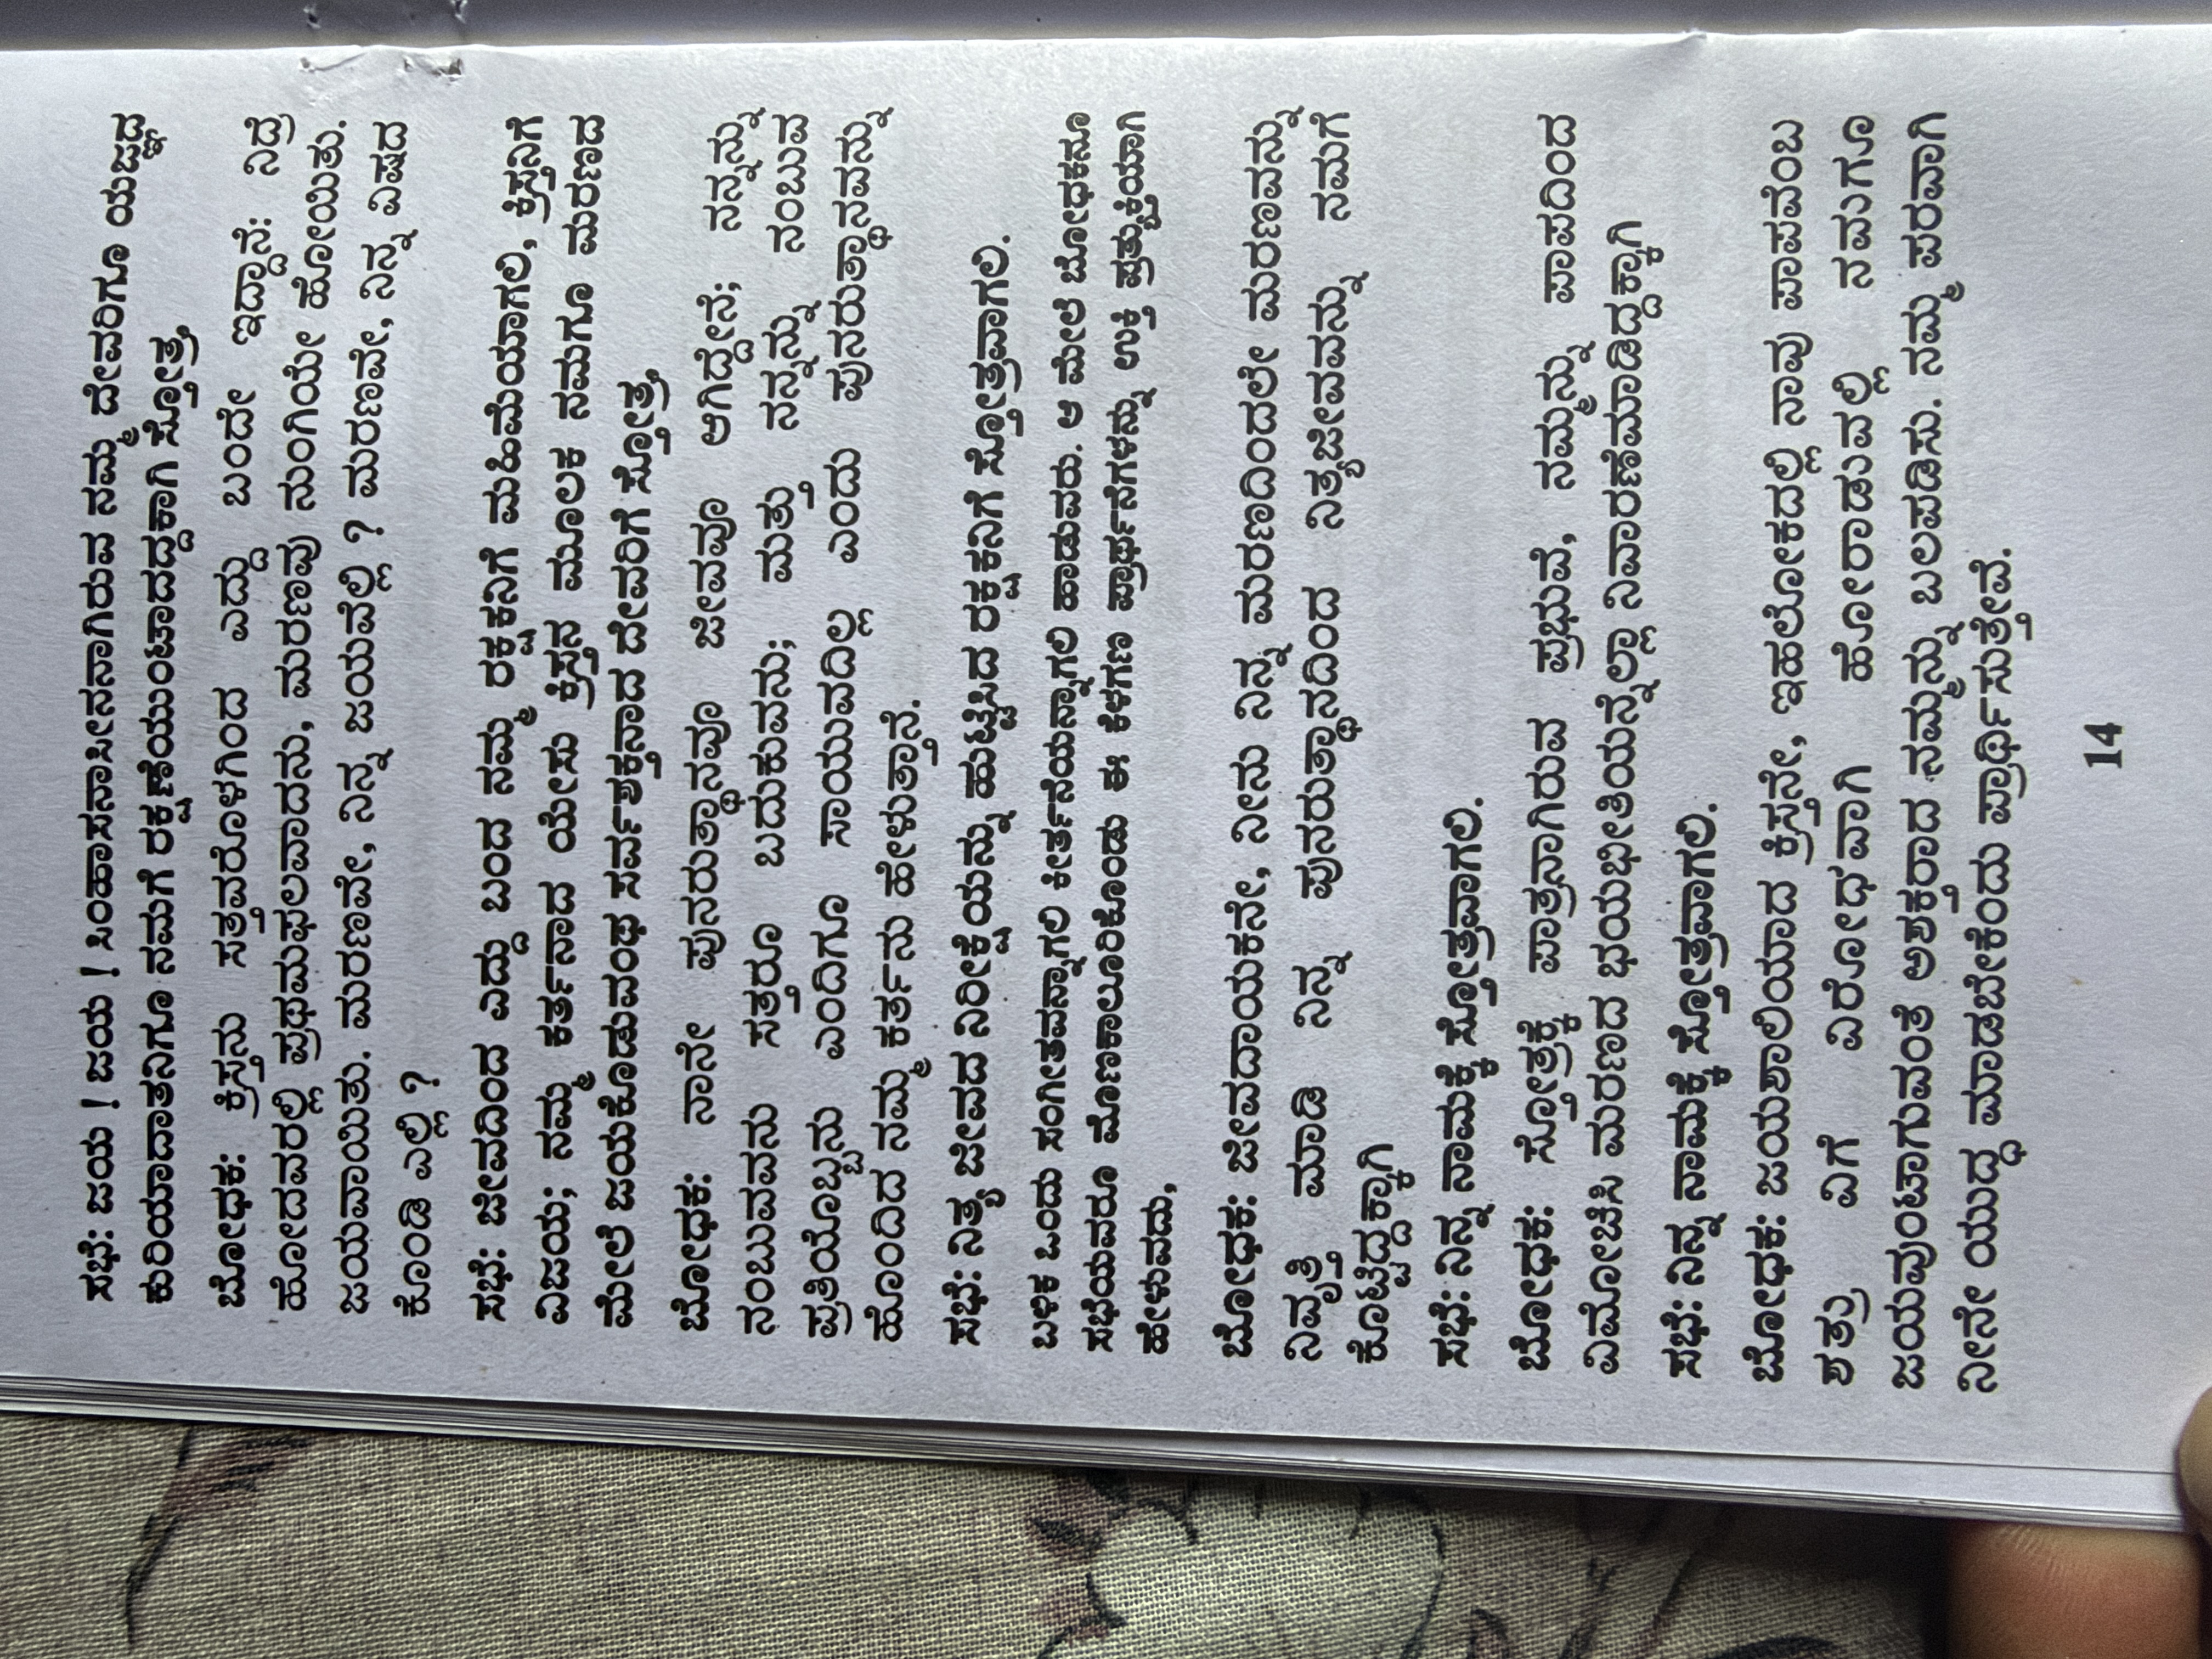 ಸಭೆ: ಜಯ ! ಜಯ ! ಸಿಂಹಾಸನಾಸೀನನಾಗಿರುವ ನಮ್ಮ ದೇವರಿಗೂ ಯಜ್ಞದ
ಕುರಿಯಾದಾತನಿಗೂ ನಮಗೆ ರಕ್ಷಣೆಯುಂಟಾದದ್ದಕಾಗಿ ಸ್ತೋತ್ರ,
ಬೋಧಕ: ಕ್ರಿಸ್ತನು ಸತ್ತವರೊಳಗಿಂದ ಎದ್ದು ಬಂದೇ ಇದ್ದಾನೆ: ನಿದ್ರೆ
ಹೋದವರಲ್ಲಿ ಪ್ರಥಮಫಲವಾದನು, ಮರಣವು ನುಂಗಿಯೇ ಹೋಯಿತು.
ಜಯವಾಯಿತು. ಮರಣವೇ, ನಿನ್ನ ಜಯವೆಲ್ಲಿ ? ಮರಣವೇ, ನಿನ್ನ ವಿಷದ
ಕೊಂಡಿ ಎಲ್ಲಿ ?
ಸಭೆ: ಜೀವದಿಂದ ಎದ್ದು ಬಂದ ನಮ್ಮ ರಕ್ಷಕನಿಗೆ ಮಹಿಮೆಯಾಗಲಿ, ಕ್ರಿಸ್ತನಿಗೆ
ವಿಜಯ; ನಮ್ಮ ಕರ್ತನಾದ ಯೇಸು ಕ್ರಿಸ್ತನ ಮೂಲಕ ನಮಗೂ ಮರಣದ
ಮೇಲೆ ಜಯಕೊಡುವಂಥ ಸರ್ವಶಕ್ತನಾದ ದೇವರಿಗೆ ಸ್ತೋತ್ರ,
ಬೋಧಕ: ನಾನೇ ಪುನರುತ್ಥಾನವೂ ಜೀವವೂ ಆಗಿದ್ದೇನೆ; ನನ್ನನ್ನು
ನಂಬುವವನು ಸತ್ತರೂ ಬದುಕುವನು; ಮತ್ತು ನನ್ನನ್ನು ನಂಬುವ
ಪ್ರತಿಯೊಬ್ಬನು ಎಂದಿಗೂ ಸಾಯುವದಿಲ್ಲ ಎಂದು ಪುನರುತ್ಥಾನವನ್ನು
ಹೊಂದಿದ ನಮ್ಮ ಕರ್ತನು ಹೇಳುತ್ತಾನೆ.
ಸಭೆ: ನಿತ್ಯ ಜೀವದ ನಿರೀಕ್ಷೆಯನ್ನು ಹುಟ್ಟಿಸಿದ ರಕ್ಷಕನಿಗೆ ಸ್ತೋತ್ರವಾಗಲಿ.
ಬಳಿಕ ಒಂದು ಸಂಗೀತವನ್ನಾಗಲಿ ಕೀರ್ತನೆಯನ್ನಾಗಲಿ ಹಾಡುವರು. ಆ ಮೇಲೆ ಬೋಧಕನೂ
ಸಭೆಯವರೂ ಮೊಣಕಾಲೂರಿಕೊಂಡು ಈ ಕೆಳಗಣ ಪ್ರಾರ್ಥನೆಗಳನ್ನು ಉಕ್ತಿ ಪ್ರತ್ಯುಕ್ತಿಯಾಗಿ
ಹೇಳುವದು,
ಬೋಧಕ: ಜೀವದಾಯಕನೇ, ನೀನು ನಿನ್ನ ಮರಣದಿಂದಲೇ ಮರಣವನ್ನು
ನಿವೃತ್ತಿ ಮಾಡಿ ನಿನ್ನ ಪುನರುತ್ಥಾನದಿಂದ ನಿತ್ಯಜೀವವನ್ನು ನಮಗೆ
ಕೊಟ್ಟಿದ್ದಕ್ಕಾಗಿ
ಸಭೆ: ನಿನ್ನ ನಾಮಕ್ಕೆ ಸ್ತೋತ್ರವಾಗಲಿ.
ಬೋಧಕ: ಸ್ತೋತ್ರಕ್ಕೆ ಪಾತ್ರನಾಗಿರುವ ಪ್ರಭುವೆ, ನಮ್ಮನ್ನು ಪಾಪದಿಂದ
ವಿಮೋಚಿಸಿ ಮರಣದ ಭಯಭೀತಿಯನ್ನೆಲ್ಲಾ ನಿವಾರಣೆಮಾಡಿದ್ದಕ್ಕಾಗಿ
ಸಭೆ: ನಿನ್ನ ನಾಮಕ್ಕೆ ಸ್ತೋತ್ರವಾಗಲಿ.
ಬೋಧಕ: ಜಯಶಾಲಿಯಾದ ಕ್ರಿಸ್ತನೇ, ಇಹಲೋಕದಲ್ಲಿ ನಾವು ಪಾಪವೆಂಬ
ಶತ್ರು ವಿಗೆ ವಿರೋಧವಾಗಿ ಹೋರಾಡುವಲ್ಲಿ ನಮಗೂ
ಜಯವುಂಟಾಗುವಂತೆ ಅಶಕ್ತರಾದ ನಮ್ಮನ್ನು ಬಲಪಡಿಸು. ನಮ್ಮ ಪರವಾಗಿ
ನೀನೇ ಯುದ್ಧ ಮಾಡಬೇಕೆಂದು ಪ್ರಾರ್ಥಿಸುತ್ತೇವೆ.
14